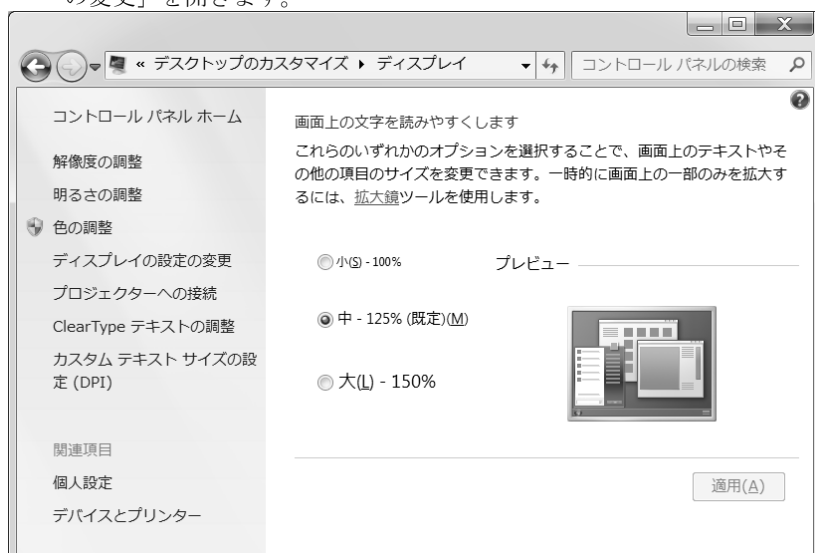 の変更」を開きます。
« デスクトップのカスタマイズ ▸ ディスプレイ
コントロール パネルの検索
コントロール パネル ホーム
解像度の調整
明るさの調整
色の調整
ディスプレイの設定の変更
プロジェクターへの接続
ClearType テキストの調整
カスタム テキスト サイズの設
定 (DPI)
関連項目
個人設定
デバイスとプリンター
画面上の文字を読みやすくします
これらのいずれかのオプションを選択することで、画面上のテキストやそ
の他の項目のサイズを変更できます。一時的に画面上の一部のみを拡大す
るには、拡大鏡ツールを使用します。
小(S) - 100%
プレビュー
中 - 125% (既定)(M)
大(L) - 150%
適用(A)